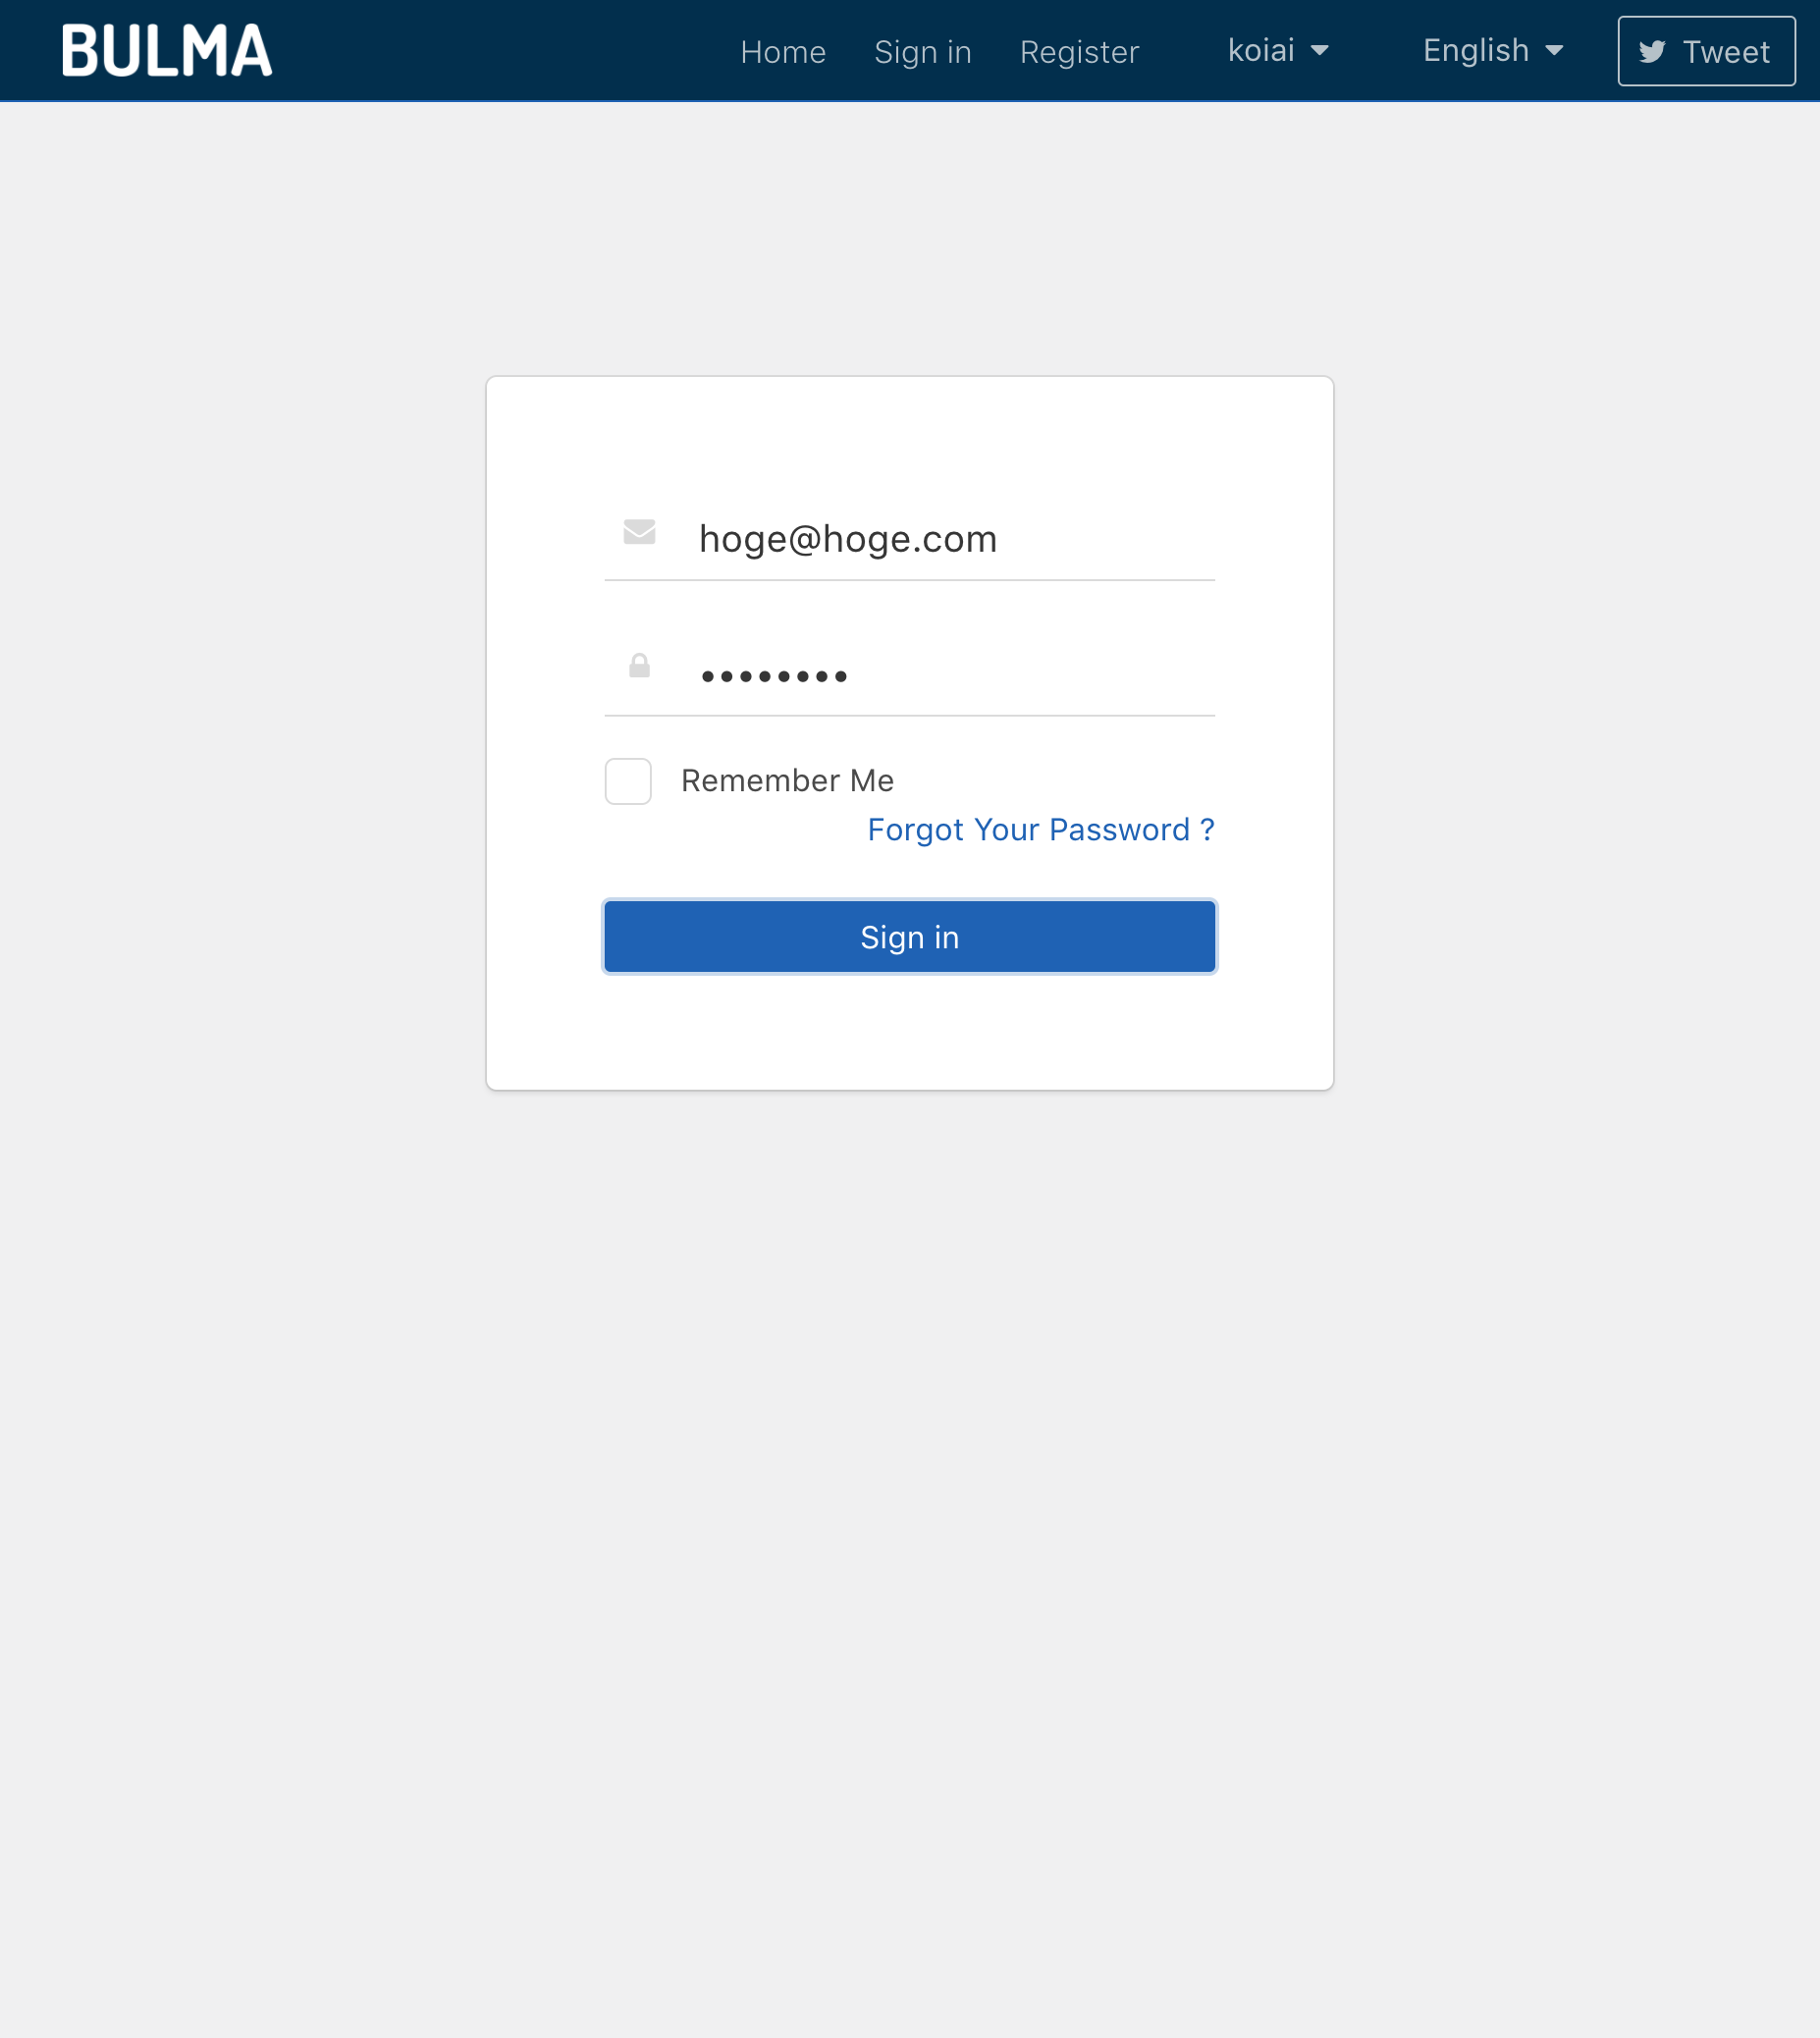 BULMA Home Sign in Register koiai English Tweet
hoge@hoge.com
••••••••
Remember Me
Forgot Your Password ?
Sign in